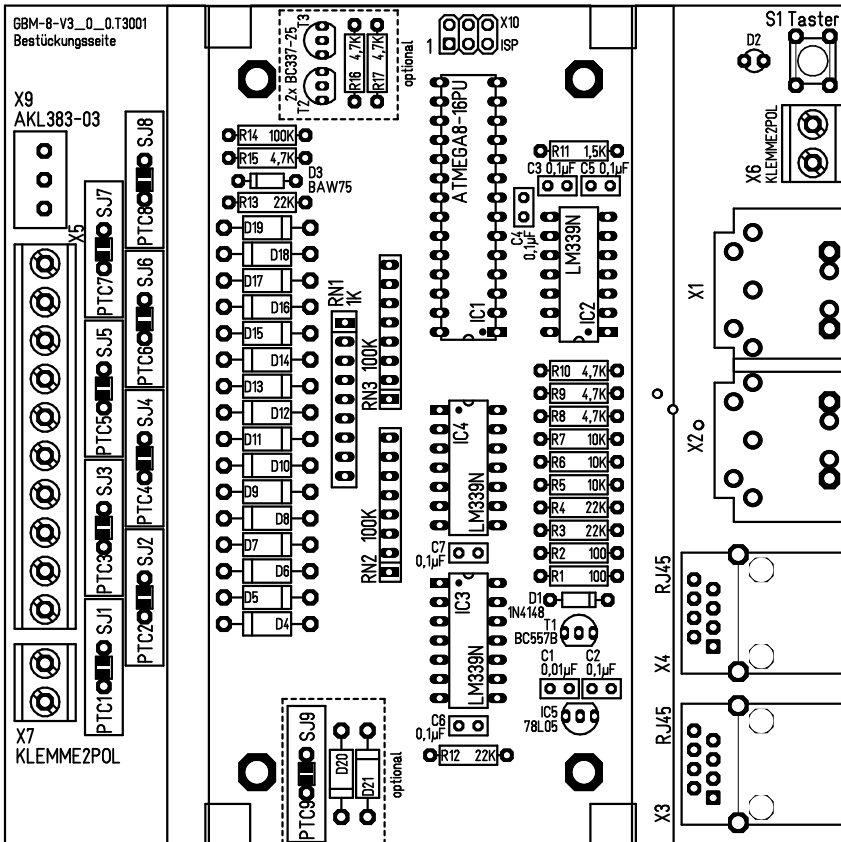 GBM-8-V3_0_0.T3001
Bestückungsseite
X9
AKL383-03
SJ8
PTC8
X5
SJ7
PTC7
SJ6
PTC6
SJ5
PTC5
SJ4
PTC4
SJ3
PTC3
SJ2
PTC2
SJ1
PTC1
X7
KLEMME2POL
T3
2x BC337-25
T2
R16 4,7K
R17 4,7K
optional
R14 100K
R15 4,7K
D3
BAW75
R13 22K
D19
D18
D17
D16
D15
D14
D13
D12
D11
D10
D9
D8
D7
D6
D5
D4
RN1
1K
RN3 100K
RN2 100K
SJ9
PTC9
D20
D21
optional
X10
1
ISP
ATMEGA8-16PU
IC1
R11 1,5K
C3 0,1µF
C5 0,1µF
C4
0,1µF
LM339N
IC2
R10 4,7K
R9 4,7K
R8 4,7K
R7 10K
R6 10K
R5 10K
R4 22K
R3 22K
R2 100
R1 100
IC4
LM339N
C7
0,1µF
IC3
LM339N
C6
0,1µF
R12 22K
D1
1N4148
T1
BC557B
C1
0,01µF
C2
0,1µF
IC5
78L05
S1 Taster
D2
X6
KLEMME2POL
X1
X2
RJ45
X4
RJ45
X3